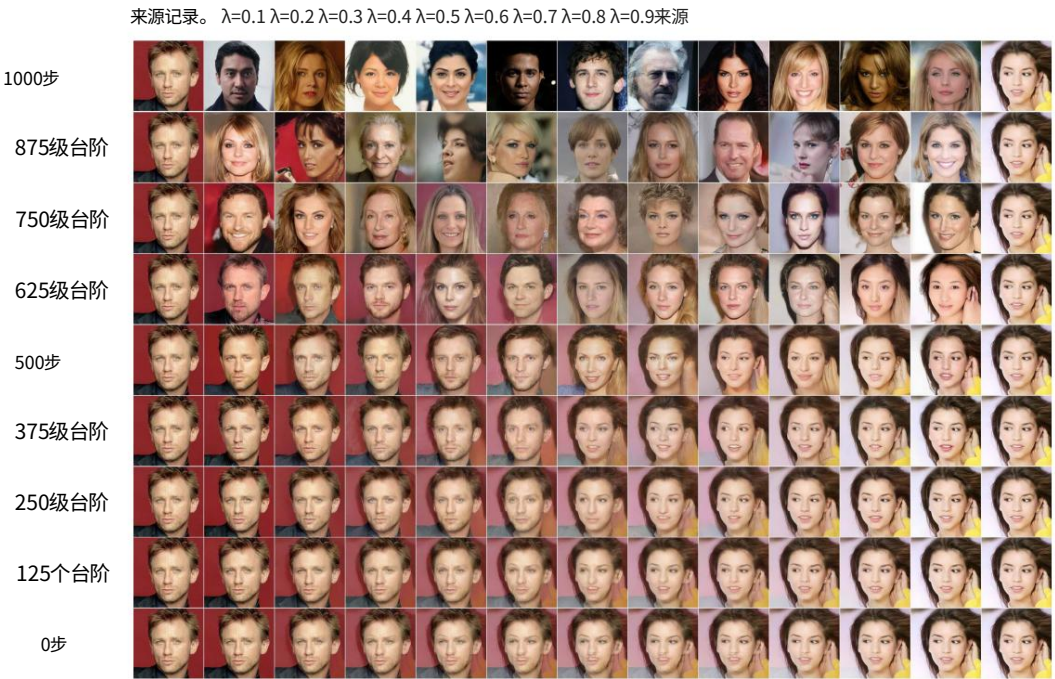 来源记录。 λ=0.1 λ=0.2 λ=0.3 λ=0.4 λ=0.5 λ=0.6 λ=0.7 λ=0.8 λ=0.9来源
1000步
875级台阶
750级台阶
625级台阶
500步
375级台阶
250级台阶
125个台阶
0步